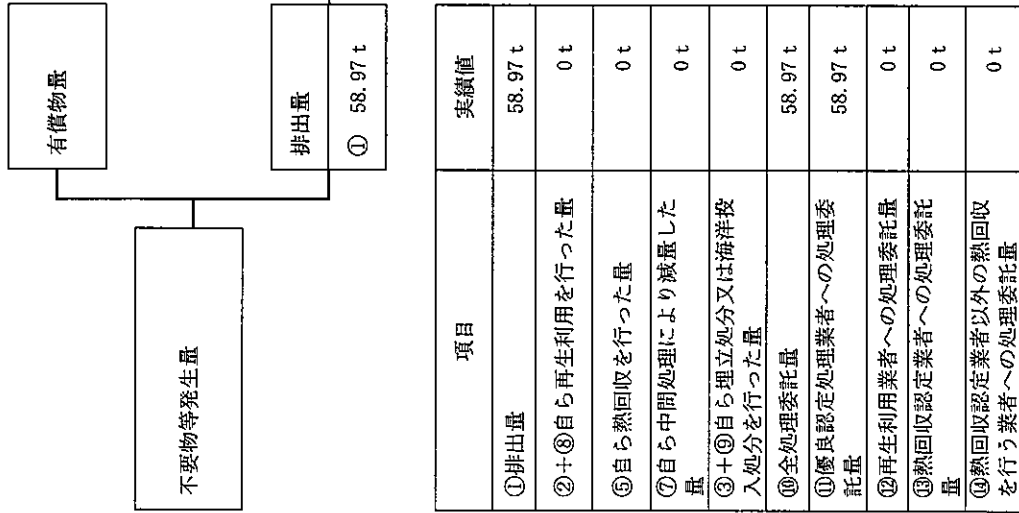 有償物量
不要物等発生量
排出量
① 58.97 t
項目 実績値
①排出量 58.97 t
②+⑧自ら再生利用を行った量 0 t
⑤自ら熱回収を行った量 0 t
⑦自ら中間処理により減量した
量 0 t
③+⑨自ら埋立処分又は海洋投
入処分を行った量 0 t
⑩全処理委託量 58.97 t
⑪優良認定処理業者への処理委
託量 58.97 t
⑫再生利用業者への処理委託量 0 t
⑬熱回収認定業者への処理委託
量 0 t
⑭熱回収認定業者以外の熱回収
を行う業者への処理委託量 0 t